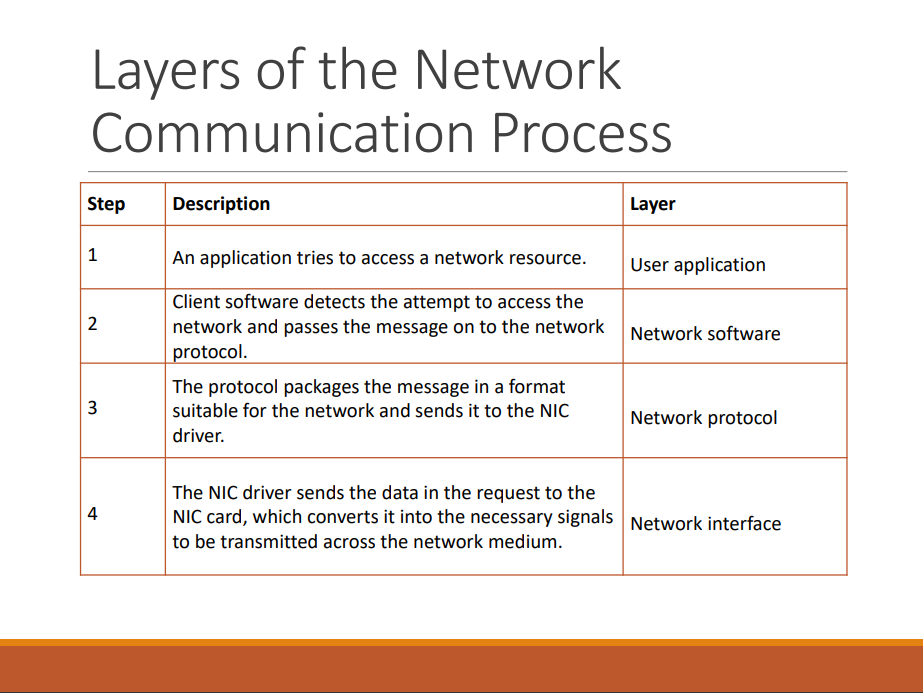 Layers of the Network
Communication Process
Step Description Layer
1 An application tries to access a network resource. User application
2 Client software detects the attempt to access the
network and passes the message on to the network
protocol. Network software
3 The protocol packages the message in a format
suitable for the network and sends it to the NIC
driver. Network protocol
4 The NIC driver sends the data in the request to the
NIC card, which converts it into the necessary signals
to be transmitted across the network medium. Network interface